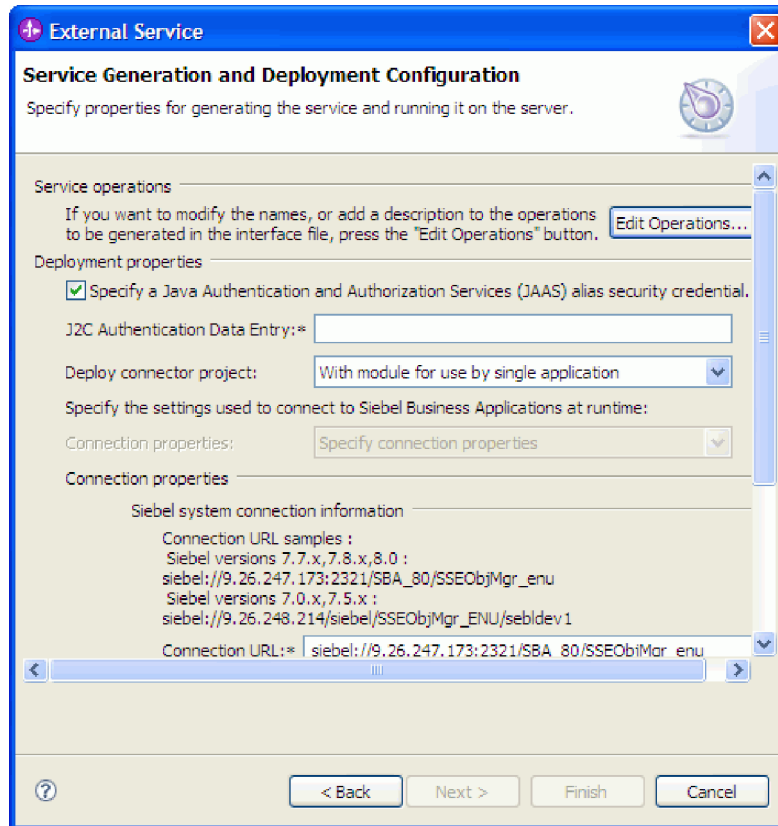 External Service
Service Generation and Deployment Configuration
Specify properties for generating the service and running it on the server.
Service operations
If you want to modify the names, or add a description to the operations
to be generated in the interface file, press the "Edit Operations" button.
Edit Operations...
Deployment properties
Specify a Java Authentication and Authorization Services (JAAS) alias security credential.
J2C Authentication Data Entry:*
Deploy connector project:
With module for use by single application
Specify the settings used to connect to Siebel Business Applications at runtime:
Connection properties:
Specify connection properties
Connection properties
Siebel system connection information
Connection URL samples :
Siebel versions 7.7.x,7.8.x,8.0 :
siebel://9.26.247.173:2321/SBA_80/SSEObjMgr_enu
Siebel versions 7.0.x,7.5.x :
siebel://9.26.248.214/siebel/SSEObjMgr_ENU/sebldev1
Connection URL:*
siebel://9.26.247.173:2321/SBA_80/SSEObjMgr_enu
?
< Back
Next >
Finish
Cancel